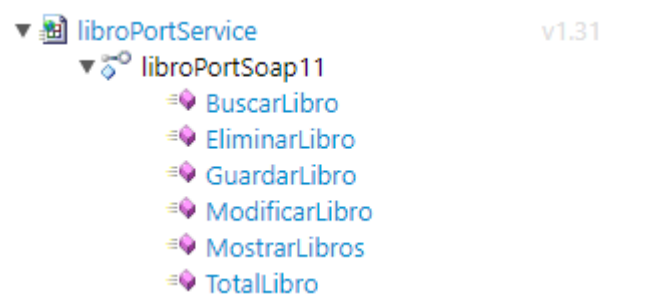 libroPortService v1.31
libroPortSoap11
BuscarLibro
EliminarLibro
GuardarLibro
ModificarLibro
MostrarLibros
TotalLibro